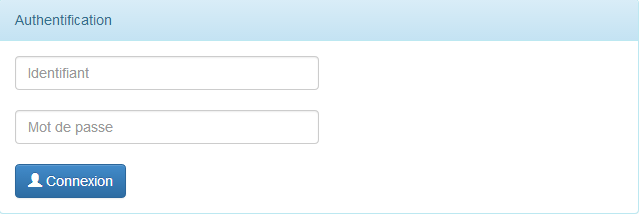 Authentification
Identifiant
Mot de passe
Connexion